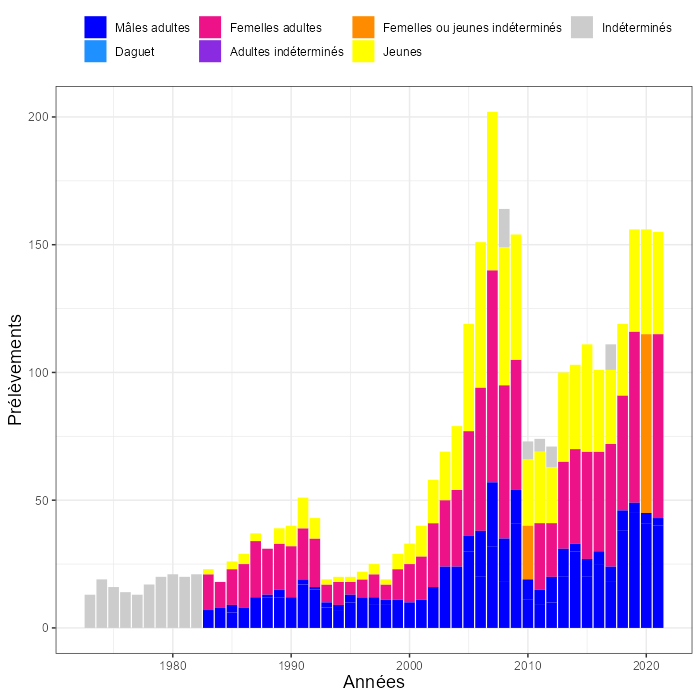 Mâles adultes Femelles adultes Femelles ou jeunes indéterminés Indéterminés
Daguet Adultes indéterminés Jeunes
200
150
100
50
0
Prélèvements
1980 1990 2000 2010 2020
Années